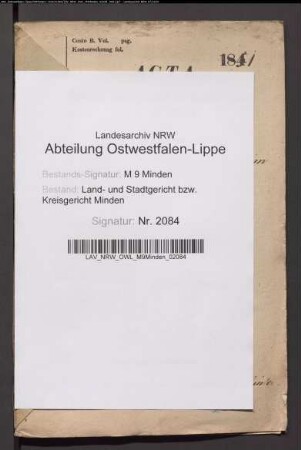 Conto B. Vol. pag.
Kostenrechnung fol.
184
ACTA
Landesarchiv NRW
Abteilung Ostwestfalen-Lippe
Bestands-Signatur: M 9 Minden
Bestand: Land- und Stadtgericht bzw.
Kreisgericht Minden
Signatur: Nr. 2084
LAV_NRW_OWL_M9Minden_02084